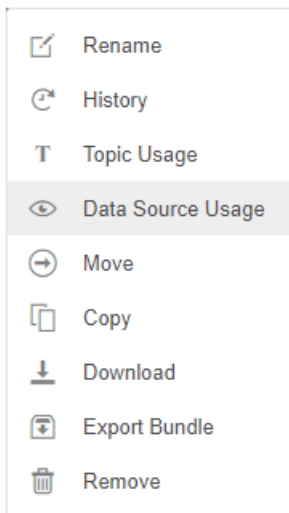 Rename
History
T Topic Usage
Data Source Usage
Move
Copy
Download
Export Bundle
Remove